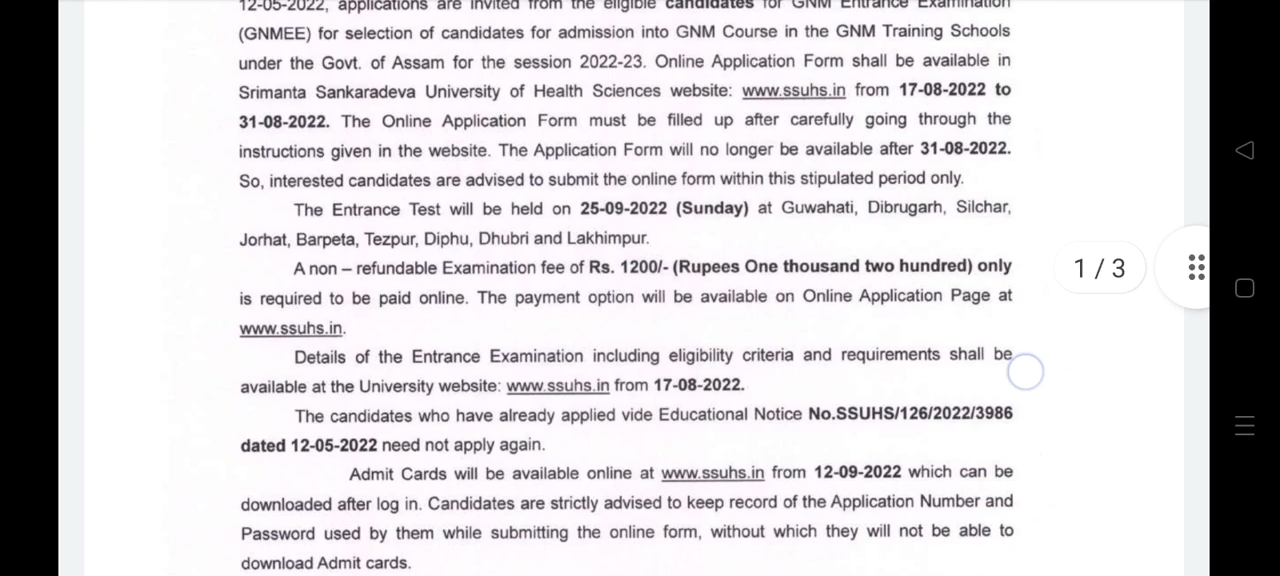 12-05-2022, applications are invited from the eligible candidates for GNM Entrance Examination
(GNMEE) for selection of candidates for admission into GNM Course in the GNM Training Schools
under the Govt. of Assam for the session 2022-23. Online Application Form shall be available in
Srimanta Sankaradeva University of Health Sciences website: www.ssuhs.in from 17-08-2022 to
31-08-2022. The Online Application Form must be filled up after carefully going through the
instructions given in the website. The Application Form will no longer be available after 31-08-2022.
So, interested candidates are advised to submit the online form within this stipulated period only.
The Entrance Test will be held on 25-09-2022 (Sunday) at Guwahati, Dibrugarh, Silchar,
Jorhat, Barpeta, Tezpur, Diphu, Dhubri and Lakhimpur.
A non – refundable Examination fee of Rs. 1200/- (Rupees One thousand two hundred) only
is required to be paid online. The payment option will be available on Online Application Page at
www.ssuhs.in.
Details of the Entrance Examination including eligibility criteria and requirements shall be
available at the University website: www.ssuhs.in from 17-08-2022.
The candidates who have already applied vide Educational Notice No.SSUHS/126/2022/3986
dated 12-05-2022 need not apply again.
Admit Cards will be available online at www.ssuhs.in from 12-09-2022 which can be
downloaded after log in. Candidates are strictly advised to keep record of the Application Number and
Password used by them while submitting the online form, without which they will not be able to
download Admit cards.
1 / 3